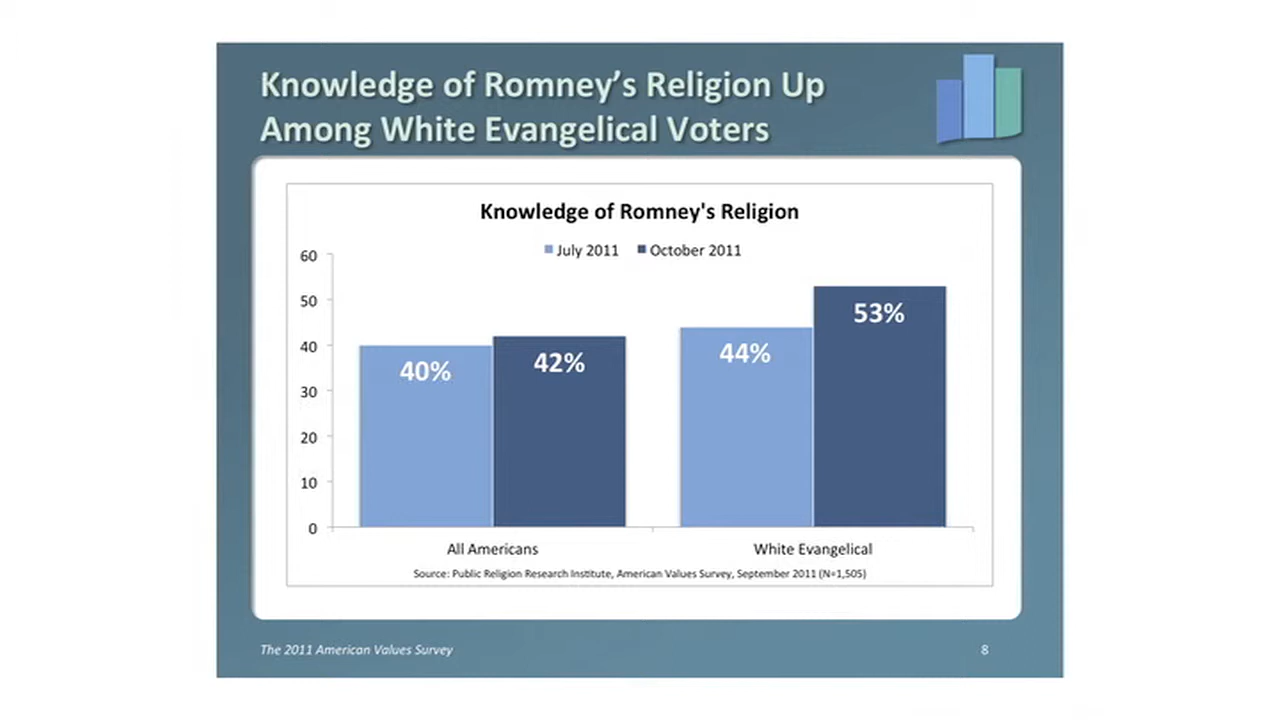 Knowledge of Romney's Religion Up
Among White Evangelical Voters
Knowledge of Romney's Religion
July 2011 October 2011
60
50
40
30
20
10
0
40%
42%
44%
53%
All Americans White Evangelical
Source: Public Religion Research Institute, American Values Survey, September 2011 (N=1,505)
The 2011 American Values Survey 8